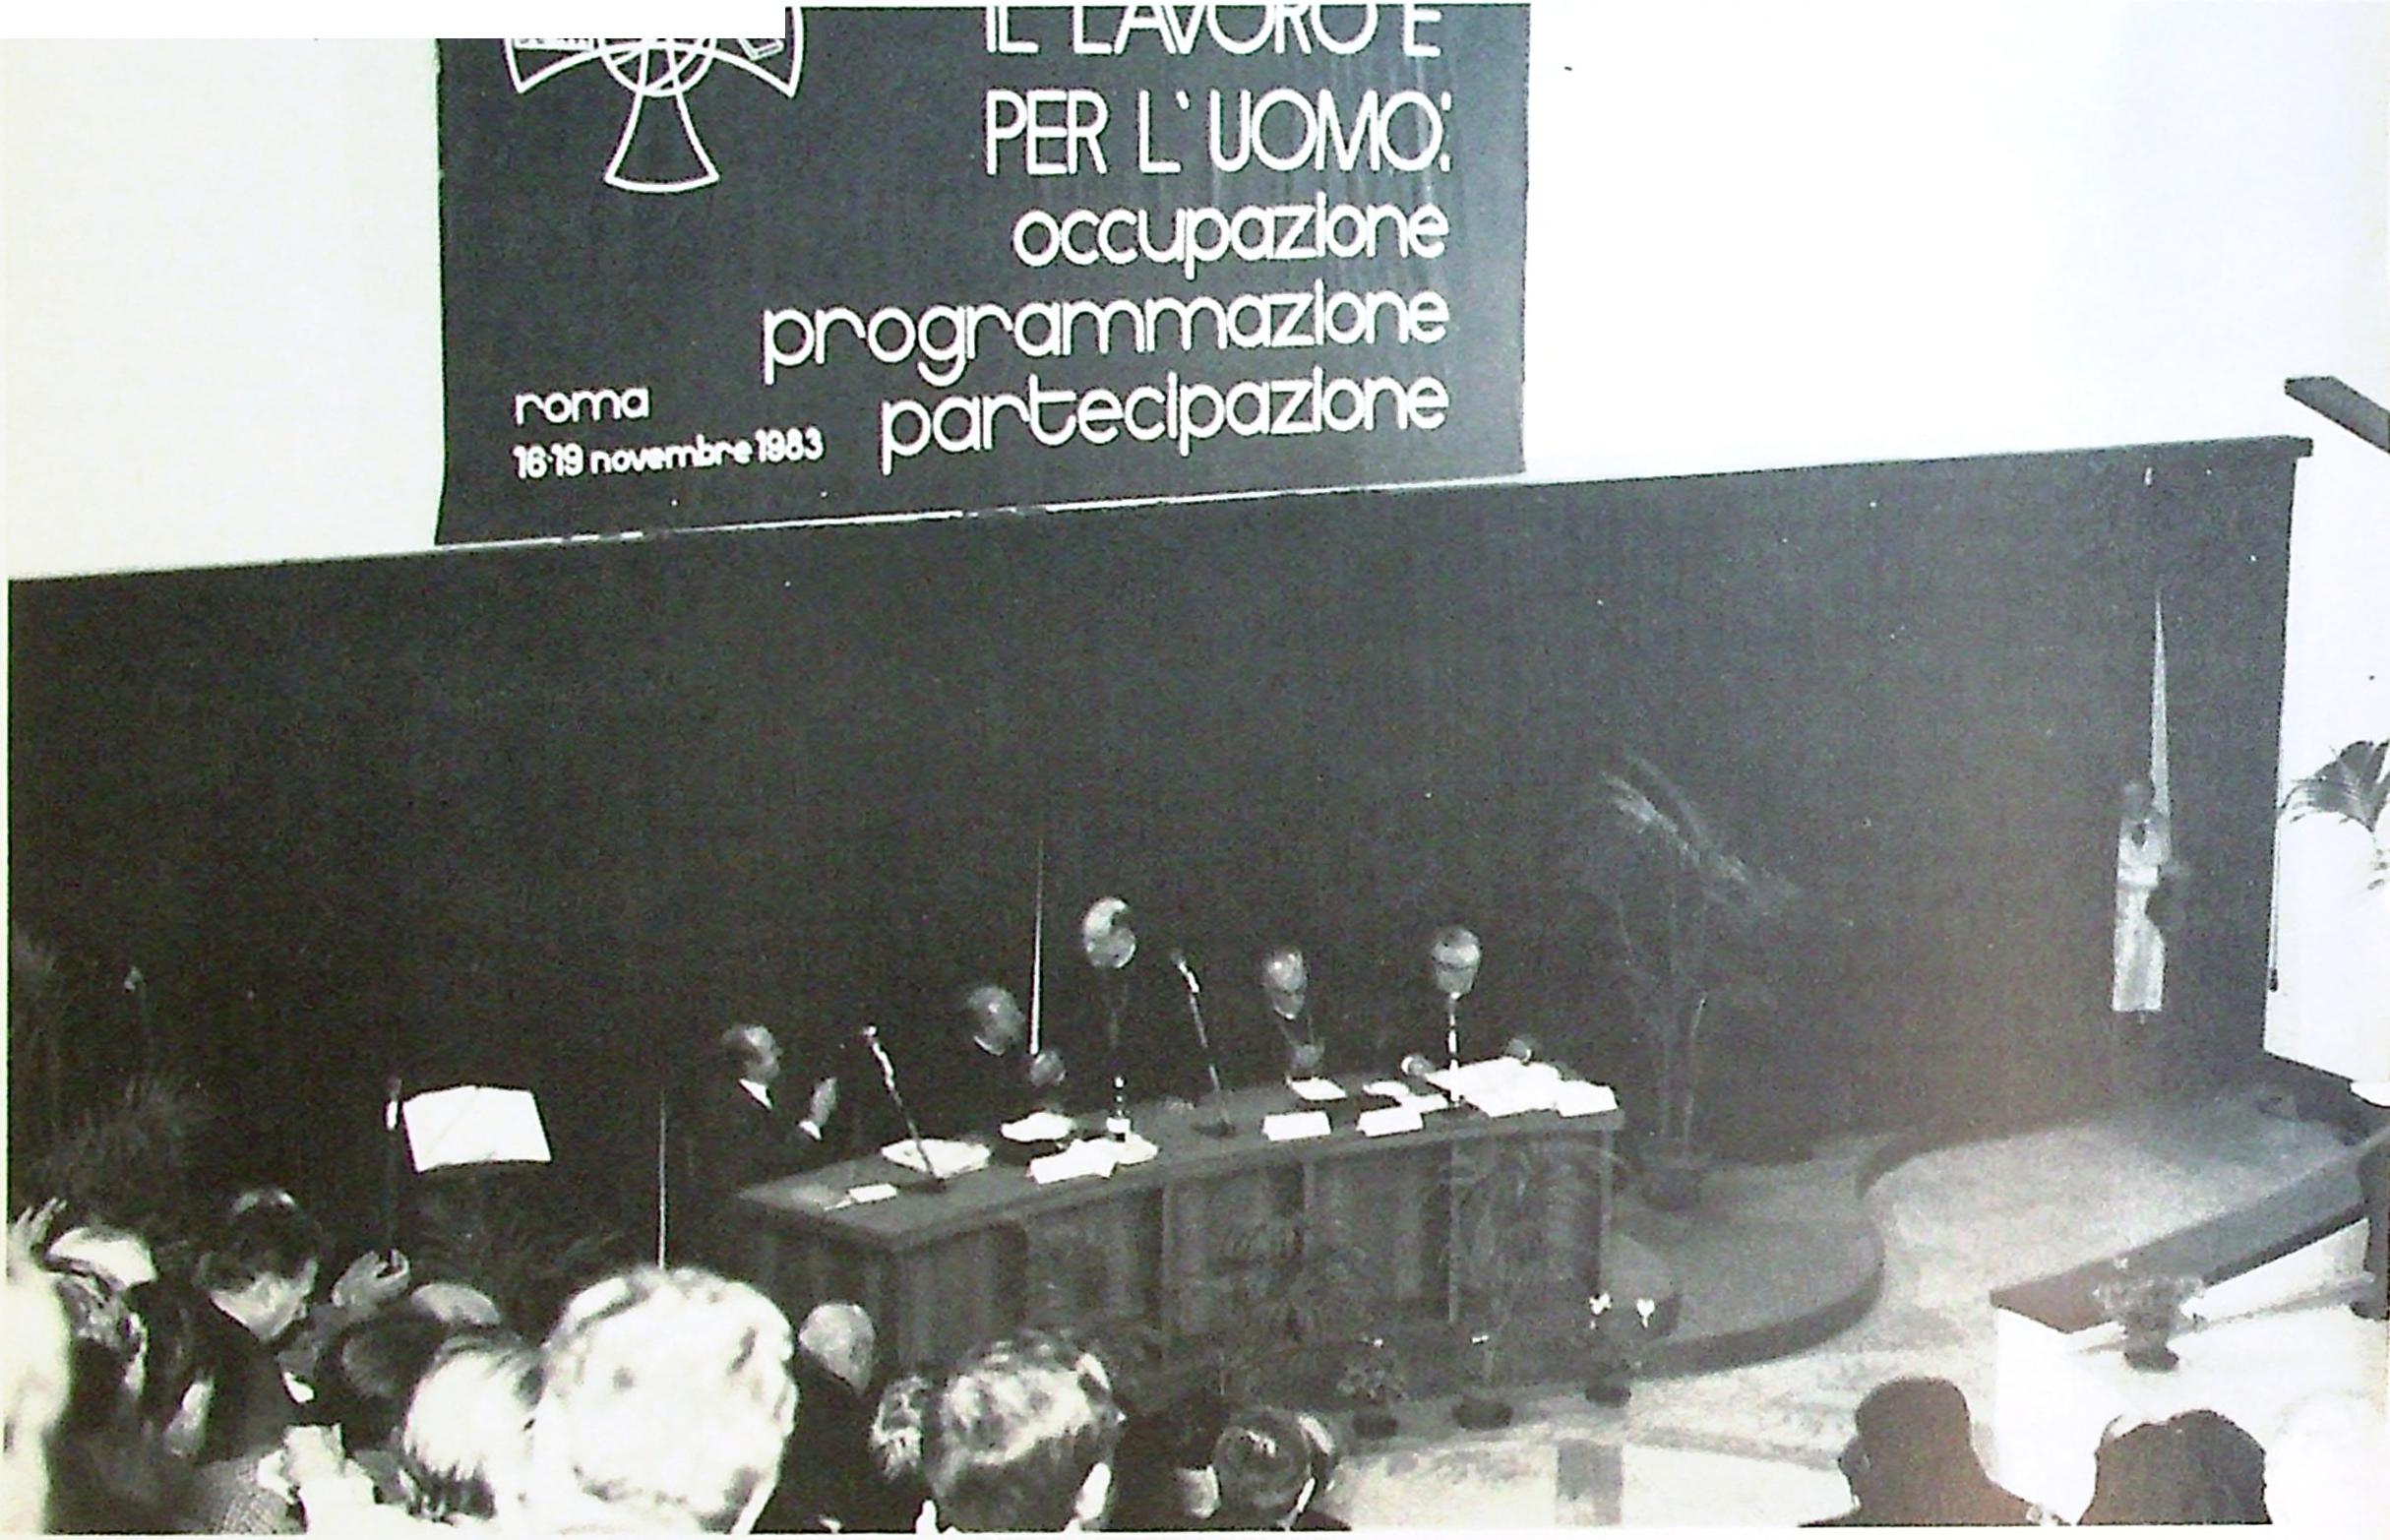 IL LAVORO È
PER L'UOMO:
occupazione
programmazione
partecipazione
roma
16-19 novembre 1983